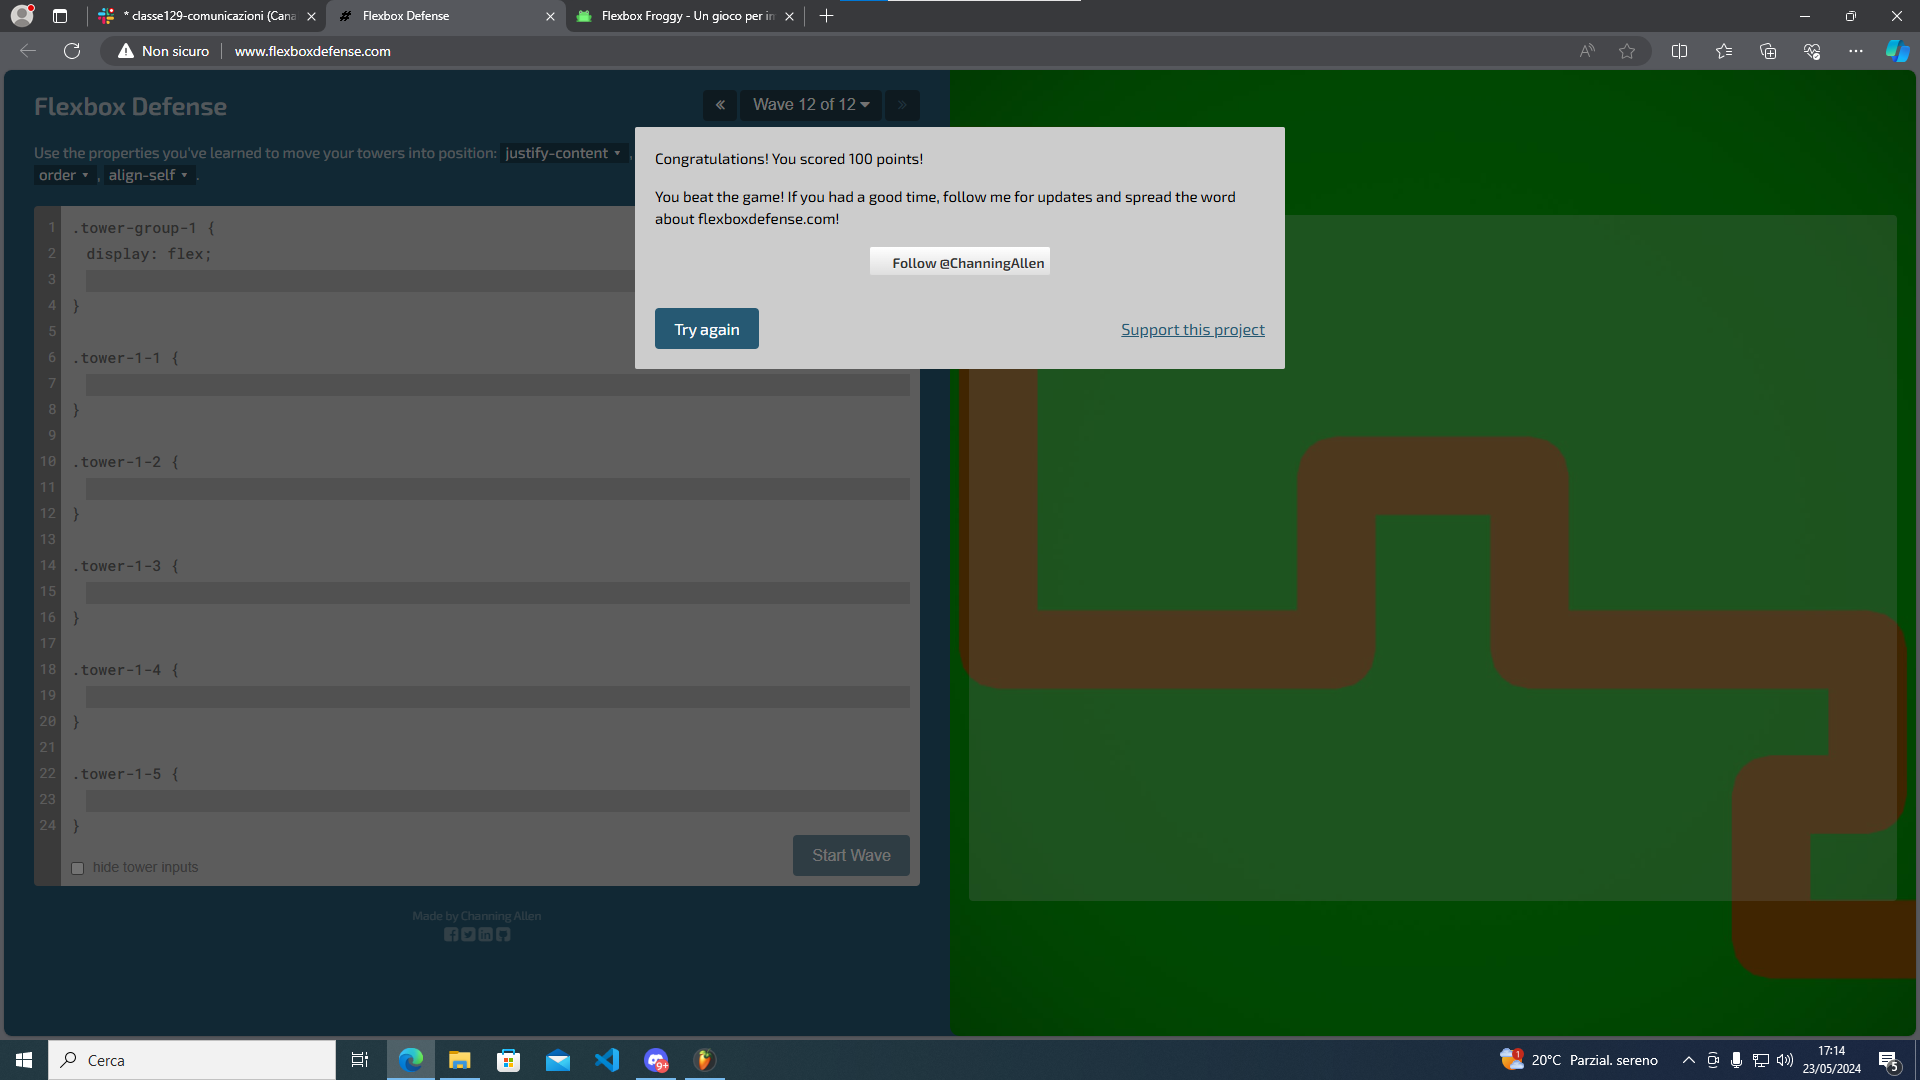 * classe129-comunicazioni (Cana
Flexbox Defense
Flexbox Froggy - Un gioco per im
Non sicuro
www.flexboxdefense.com
Flexbox Defense
« Wave 12 of 12 »
Use the properties you've learned to move your towers into position: justify-content ,
order , align-self .
1 .tower-group-1 {
2 display: flex;
3
4 }
5
6 .tower-1-1 {
7
8 }
9
10 .tower-1-2 {
11
12 }
13
14 .tower-1-3 {
15
16 }
17
18 .tower-1-4 {
19
20 }
21
22 .tower-1-5 {
23
24 }
hide tower inputs
Start Wave
Made by Channing Allen
Congratulations! You scored 100 points!
You beat the game! If you had a good time, follow me for updates and spread the word
about flexboxdefense.com!
Follow @ChanningAllen
Try again
Support this project
Cerca
9+
1
20°C Parzial. sereno
17:14
23/05/2024
5